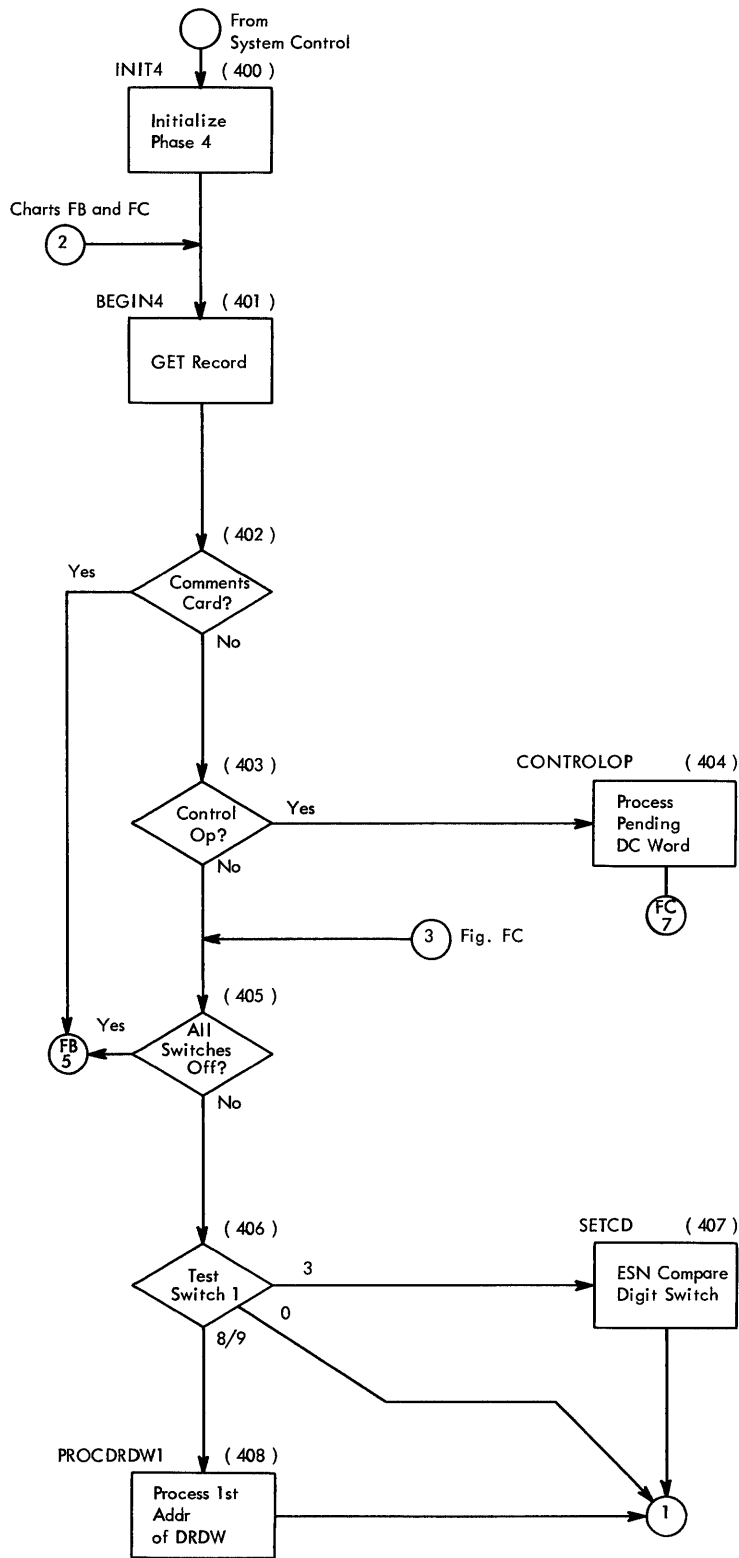 From
System Control
INIT4 ( 400 )
Initialize
Phase 4
Charts FB and FC
2
BEGIN4 ( 401 )
GET Record
( 402 )
Yes
Comments
Card?
No
( 403 )
CONTROLOP ( 404 )
Control
Op?
Yes
Process
Pending
DC Word
No
FC
7
3 Fig. FC
( 405 )
Yes
All
Switches
Off?
FB
5
No
( 406 )
SETCD ( 407 )
Test
Switch 1
3
ESN Compare
Digit Switch
0
8/9
PROCDRDW1 ( 408 )
Process 1st
Addr
of DRDW
1